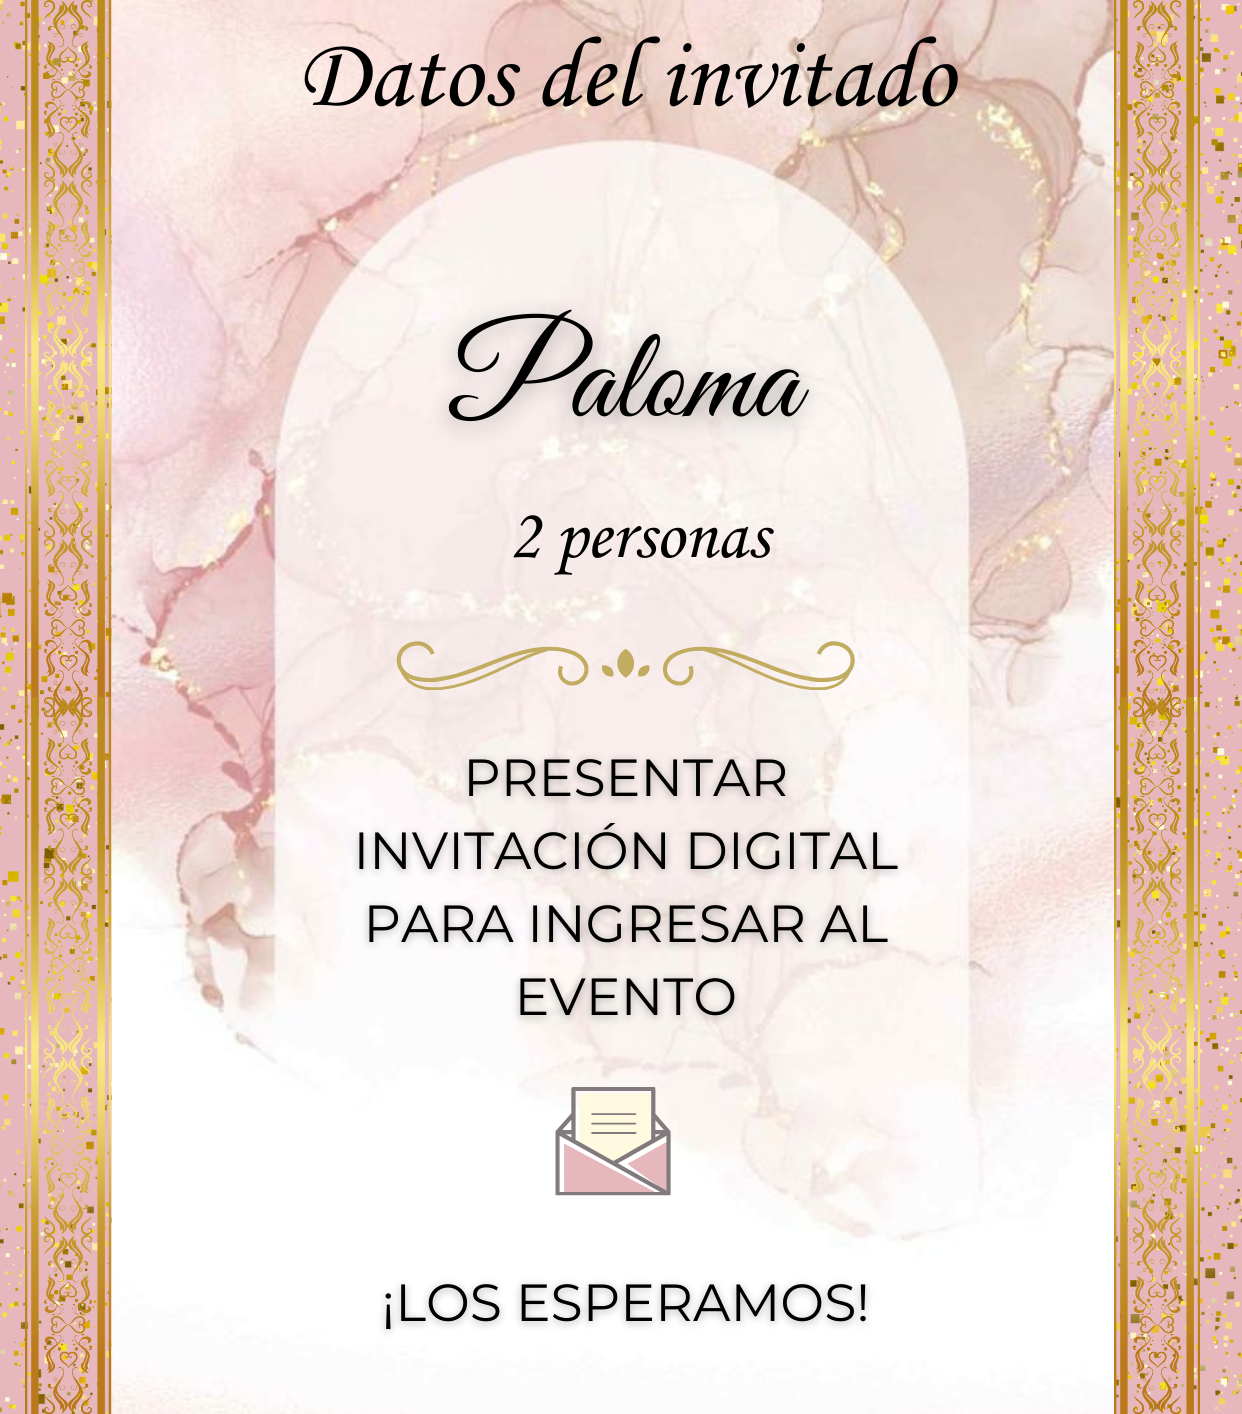 Datos del invitado
Paloma
2 personas
PRESENTAR
INVITACIÓN DIGITAL
PARA INGRESAR AL
EVENTO
¡LOS ESPERAMOS!